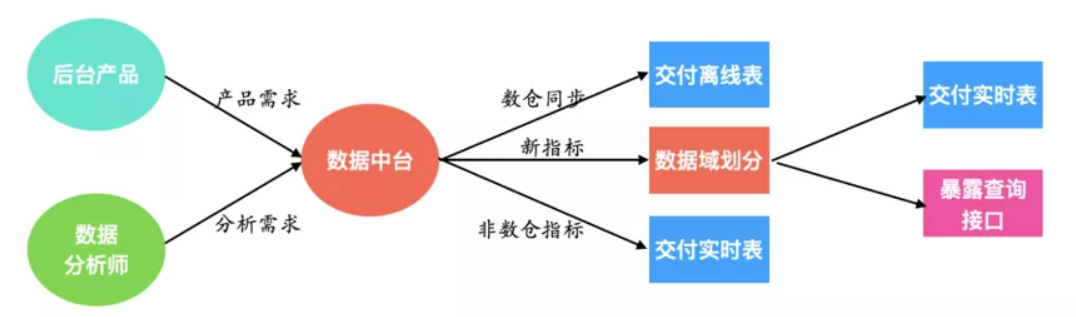 后台产品
产品需求
数据
分析师
分析需求
数据中台
数仓同步
新指标
非数仓指标
交付离线表
数据域划分
交付实时表
交付实时表
暴露查询
接口